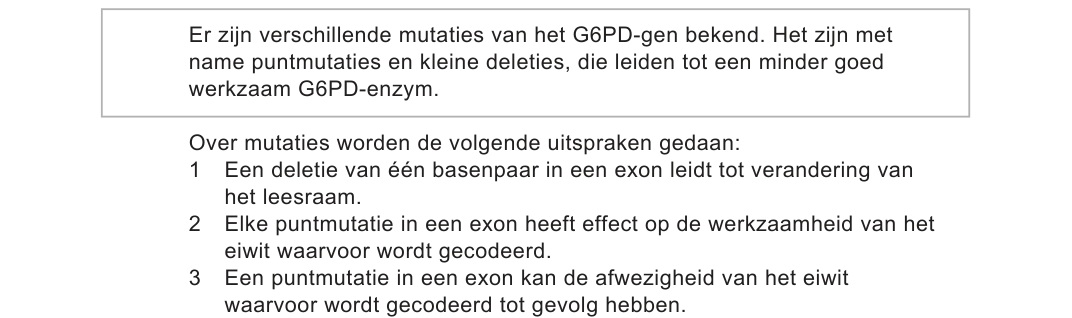 Er zijn verschillende mutaties van het G6PD-gen bekend. Het zijn met
name puntmutaties en kleine deleties, die leiden tot een minder goed
werkzaam G6PD-enzym.
Over mutaties worden de volgende uitspraken gedaan:
1 Een deletie van één basenpaar in een exon leidt tot verandering van
het leesraam.
2 Elke puntmutatie in een exon heeft effect op de werkzaamheid van het
eiwit waarvoor wordt gecodeerd.
3 Een puntmutatie in een exon kan de afwezigheid van het eiwit
waarvoor wordt gecodeerd tot gevolg hebben.